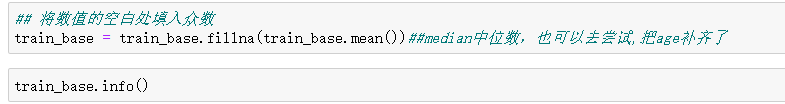 ## 将数值的空白处填入众数
train_base = train_base.fillna(train_base.mean())##median中位数，也可以去尝试,把age补齐了
train_base.info()